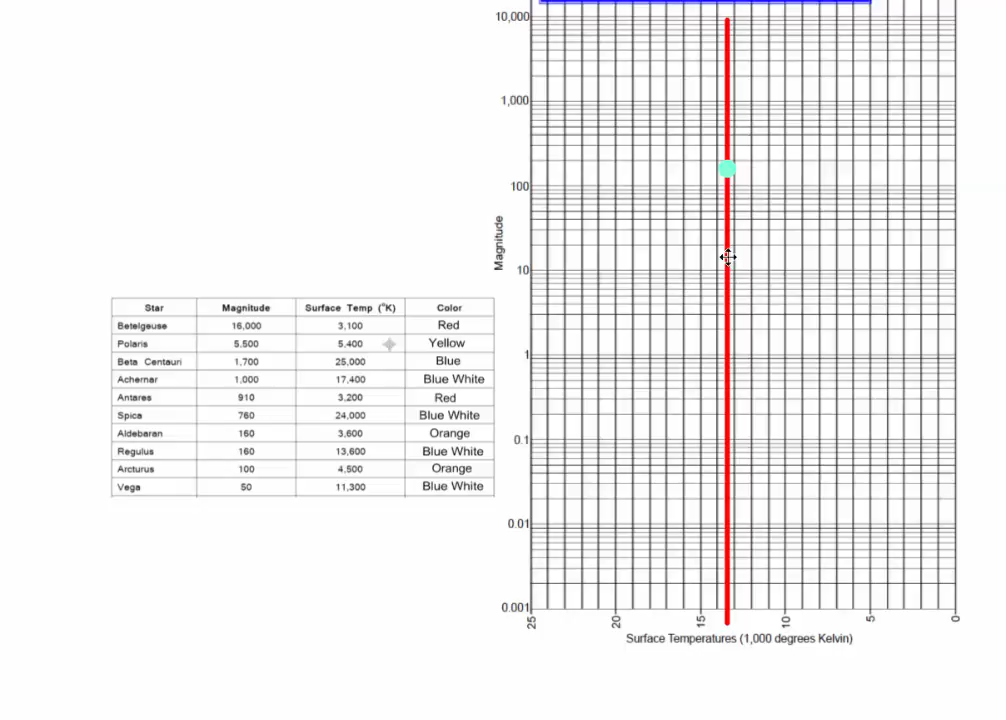 10,000
1,000
100
10
1
0.1
0.01
0.001
Magnitude
25 20 15 10 5 0
Surface Temperatures (1,000 degrees Kelvin)
Star Magnitude Surface Temp (°K) Color
Betelgeuse 16,000 3,100 Red
Polaris 5,500 5,400 Yellow
Beta Centauri 1,700 25,000 Blue
Achernar 1,000 17,400 Blue White
Antares 910 3,200 Red
Spica 760 24,000 Blue White
Aldebaran 160 3,600 Orange
Regulus 160 13,600 Blue White
Arcturus 100 4,500 Orange
Vega 50 11,300 Blue White